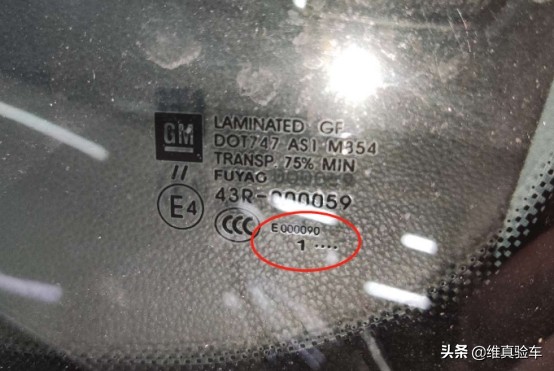 GM
LAMINATED GF
DOT747 AS1 M354
TRANSP. 75% MIN
FUYAO
E4
43R-000059
CCC
E000090
1 ....
头条 @维真验车